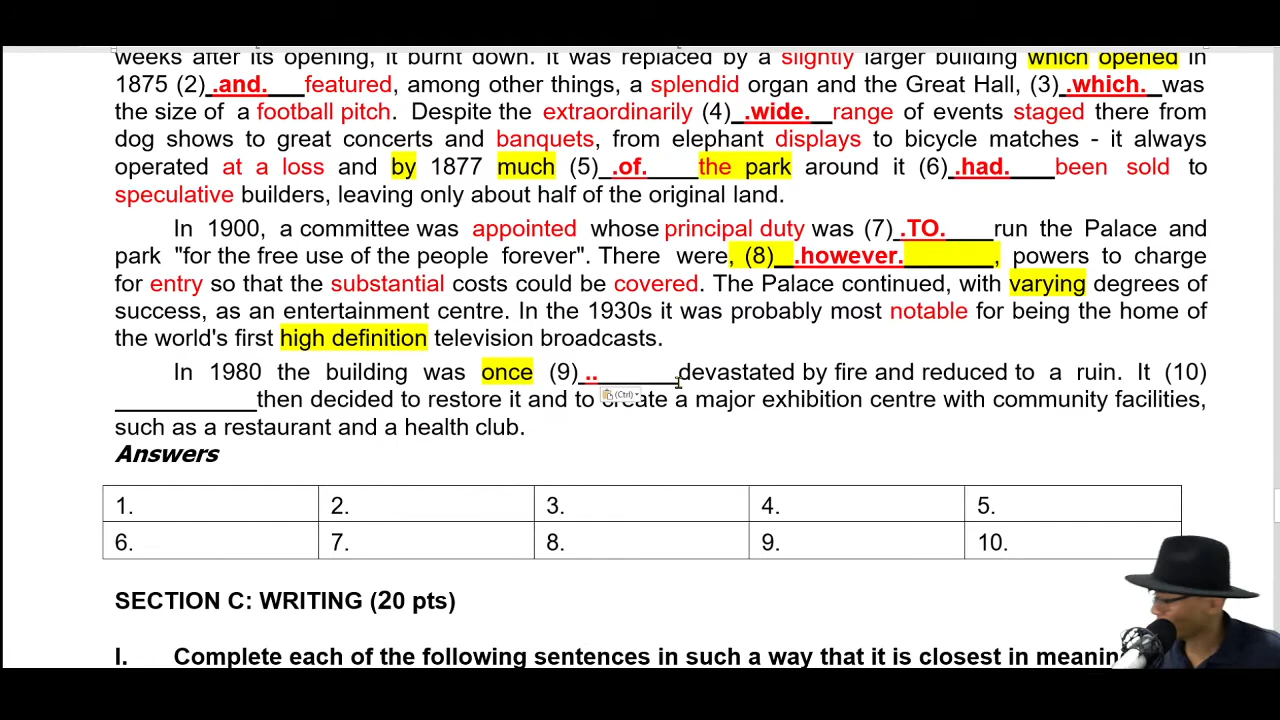 weeks after its opening, it burnt down. It was replaced by a slightly larger building which opened in
1875 (2)_.and.___featured, among other things, a splendid organ and the Great Hall, (3)_.which._was
the size of a football pitch. Despite the extraordinarily (4)_.wide.__range of events staged there from
dog shows to great concerts and banquets, from elephant displays to bicycle matches - it always
operated at a loss and by 1877 much (5)_.of.____the park around it (6)_.had.___been sold to
speculative builders, leaving only about half of the original land.
In 1900, a committee was appointed whose principal duty was (7)_.TO.___run the Palace and
park "for the free use of the people forever". There were, (8)_.however._______, powers to charge
for entry so that the substantial costs could be covered. The Palace continued, with varying degrees of
success, as an entertainment centre. In the 1930s it was probably most notable for being the home of
the world's first high definition television broadcasts.
In 1980 the building was once (9)_..______devastated by fire and reduced to a ruin. It (10)
__________then decided to restore it and to create a major exhibition centre with community facilities,
(Ctrl)
such as a restaurant and a health club.
Answers
1. 2. 3. 4. 5.
6. 7. 8. 9. 10.
SECTION C: WRITING (20 pts)
I. Complete each of the following sentences in such a way that it is closest in